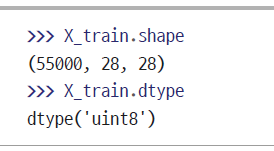 >>> X_train.shape
(55000, 28, 28)
>>> X_train.dtype
dtype('uint8')